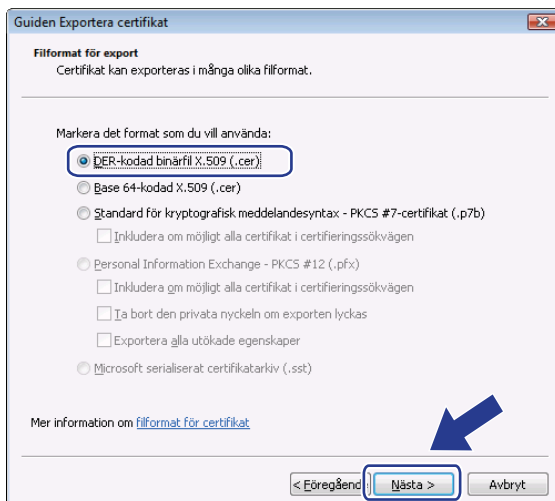 Guiden Exportera certifikat
Filformat för export
Certifikat kan exporteras i många olika filformat.
Markera det format som du vill använda:
DER-kodad binärfil X.509 (.cer)
Base 64-kodad X.509 (.cer)
Standard för kryptografisk meddelandesyntax - PKCS #7-certifikat (.p7b)
Inkludera om möjligt alla certifikat i certifieringssökvägen
Personal Information Exchange - PKCS #12 (.pfx)
Inkludera om möjligt alla certifikat i certifieringssökvägen
Ta bort den privata nyckeln om exporten lyckas
Exportera alla utökade egenskaper
Microsoft serialiserat certifikatarkiv (.sst)
Mer information om filformat för certifikat
< Föregående Nästa > Avbryt